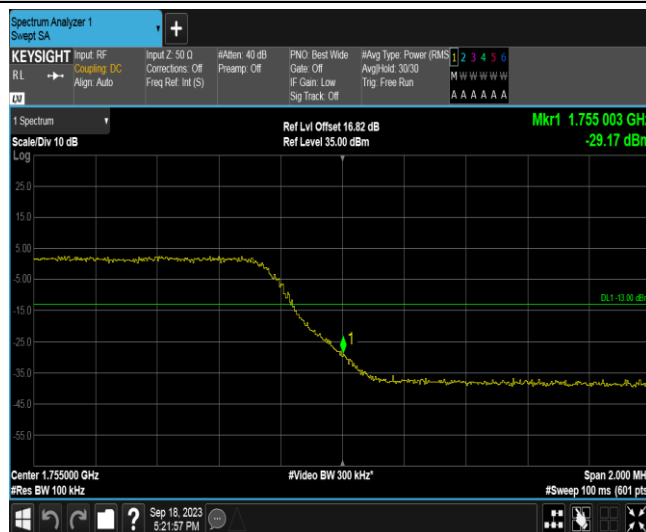 Spectrum Analyzer 1
Swept SA
+
KEYSIGHT
RL
LXI
Input: RF
Coupling: DC
Align: Auto
Input Z: 50 Ω
Corrections: Off
Freq Ref: Int (S)
#Atten: 40 dB
Preamp: Off
PNO: Best Wide
Gate: Off
IF Gain: Low
Sig Track: Off
#Avg Type: Power (RMS
Avg|Hold: 30/30
Trig: Free Run
1 2 3 4 5 6
M W W W W W
A A A A A A
1 Spectrum
Scale/Div 10 dB
Log
Ref Lvl Offset 16.82 dB
Ref Level 35.00 dBm
Mkr1 1.755 003 GHz
-29.17 dBm
25.0
15.0
5.00
-5.00
DL1 -13.00 dBm
-15.0
1
-25.0
-35.0
-45.0
-55.0
Center 1.755000 GHz
#Res BW 100 kHz
#Video BW 300 kHz*
Span 2.000 MH
#Sweep 100 ms (601 pts
?
Sep 18, 2023
5:21:57 PM